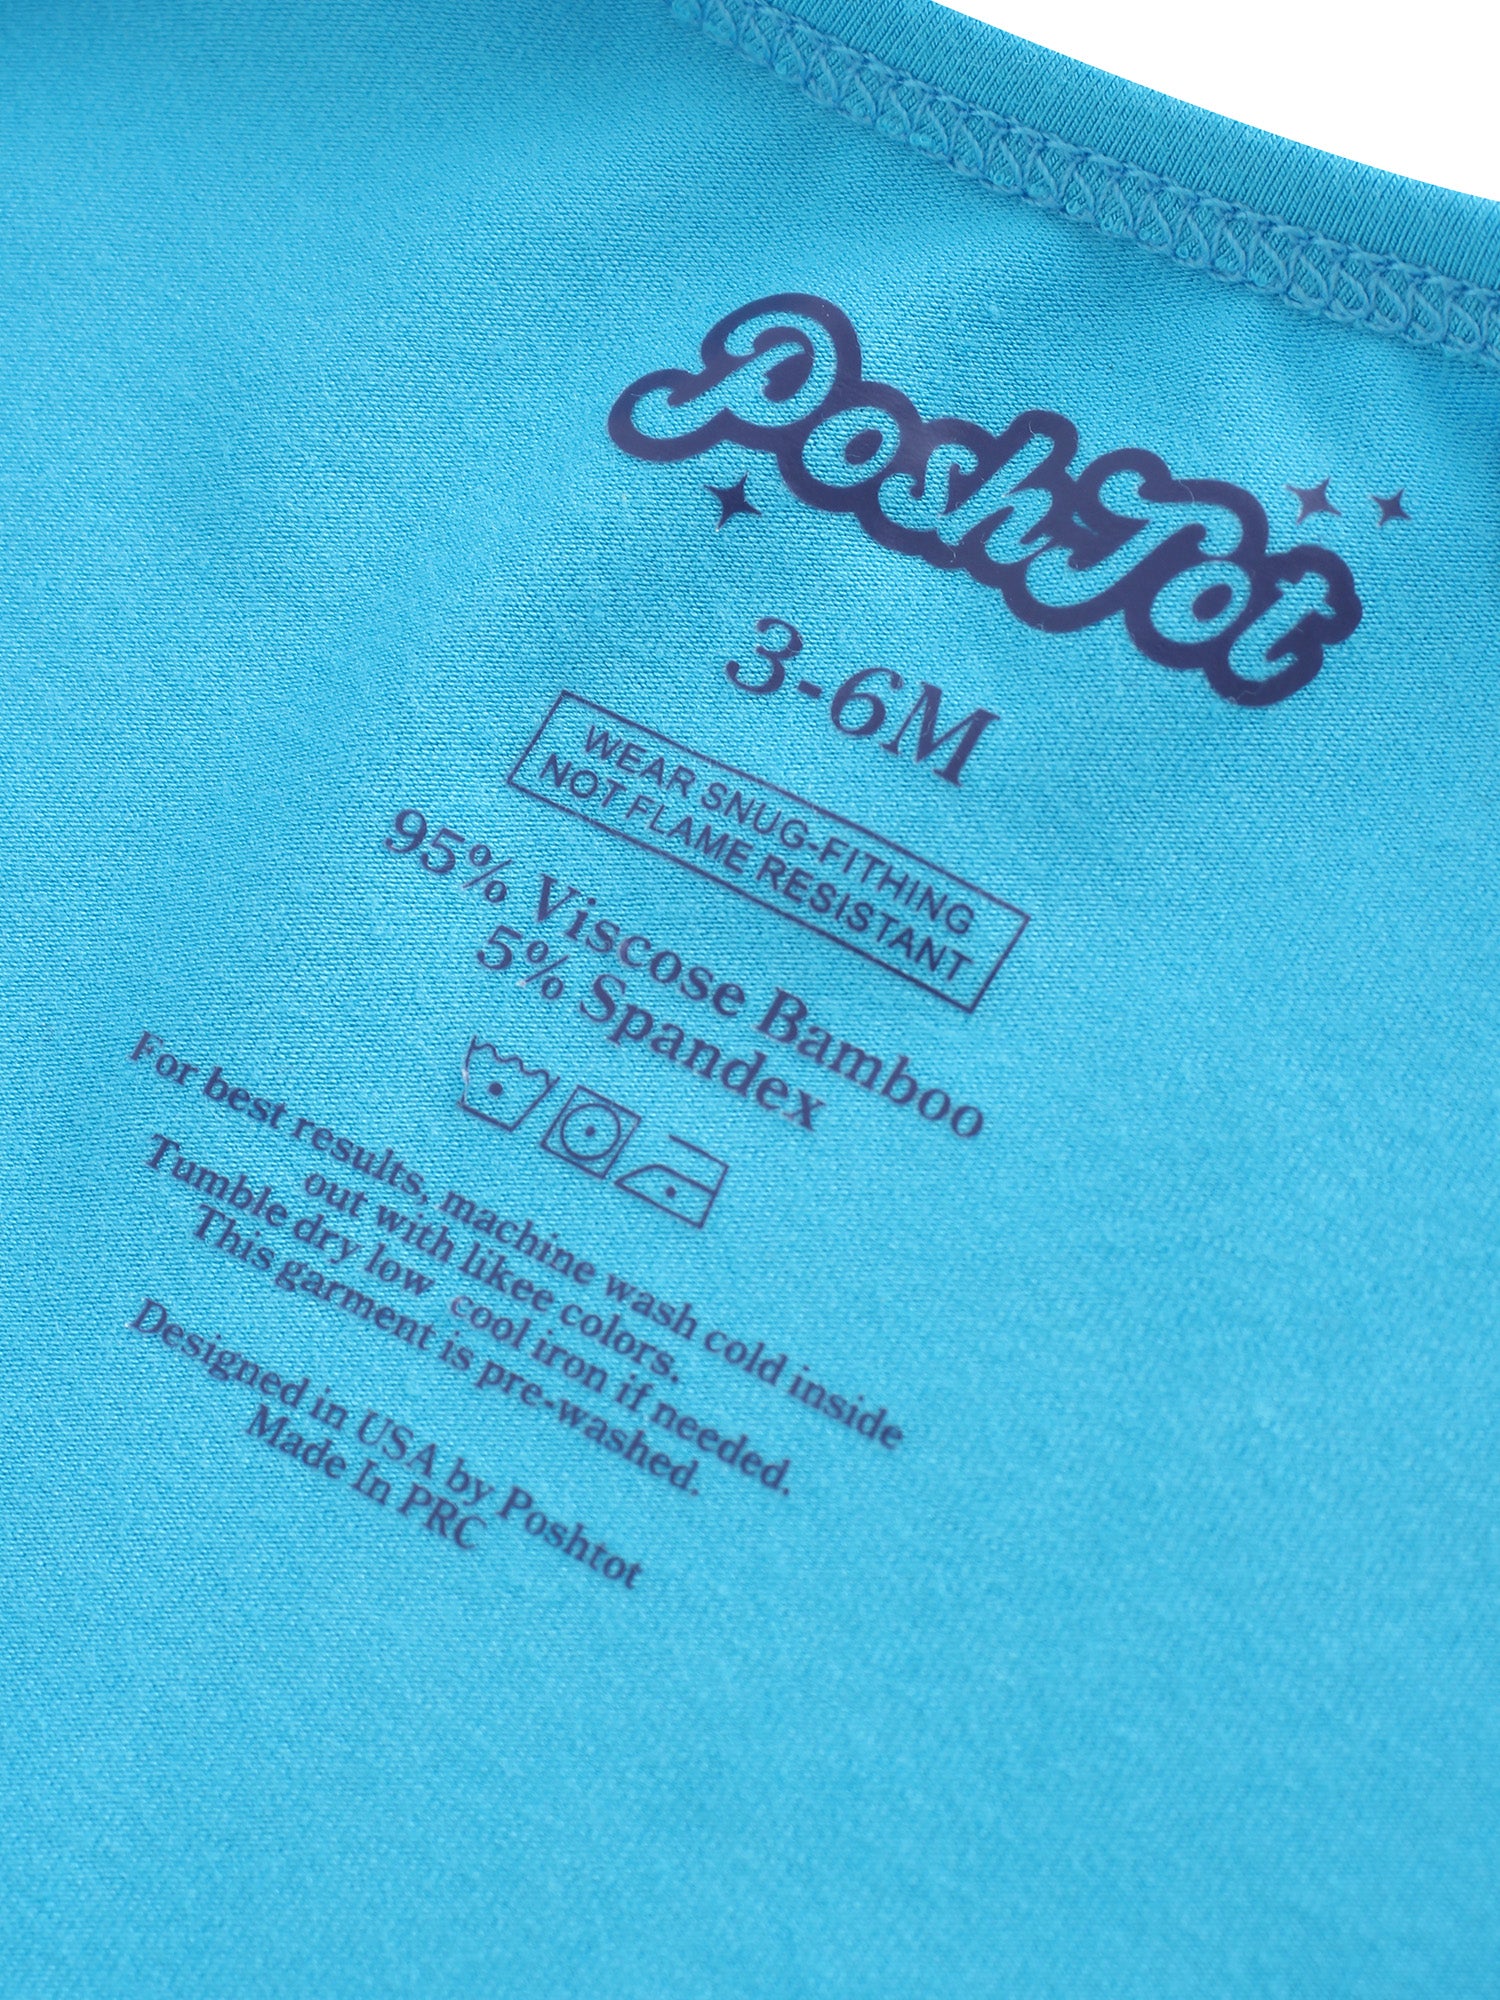 PoshTot
3-6M
WEAR SNUG-FITHING
NOT FLAME RESISTANT
95% Viscose Bamboo
5% Spandex
For best results, machine wash cold inside
out with likee colors.
Tumble dry low cool iron if needed.
This garment is pre-washed.
Designed in USA by Poshtot
Made In PRC